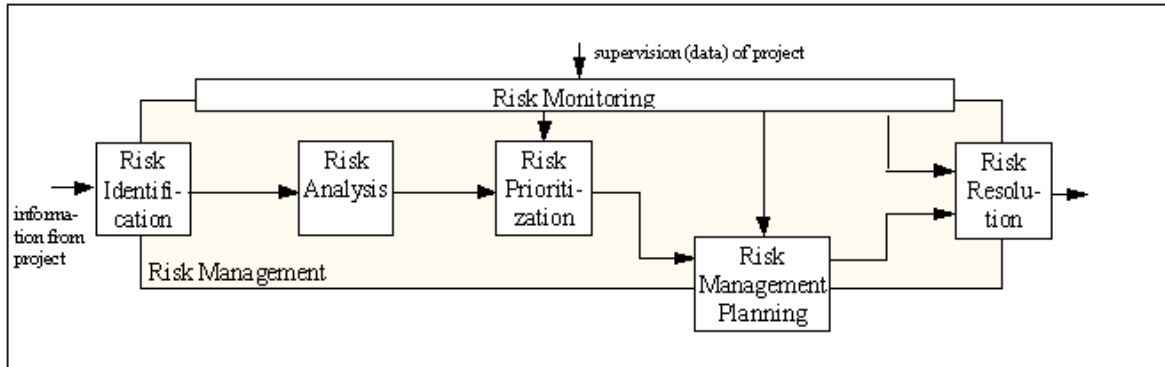 supervision (data) of project
Risk Monitoring
Risk
Identifi-
cation
Risk
Analysis
Risk
Prioriti-
zation
Risk
Resolu-
tion
informa-
tion from
project
Risk Management
Risk
Management
Planning